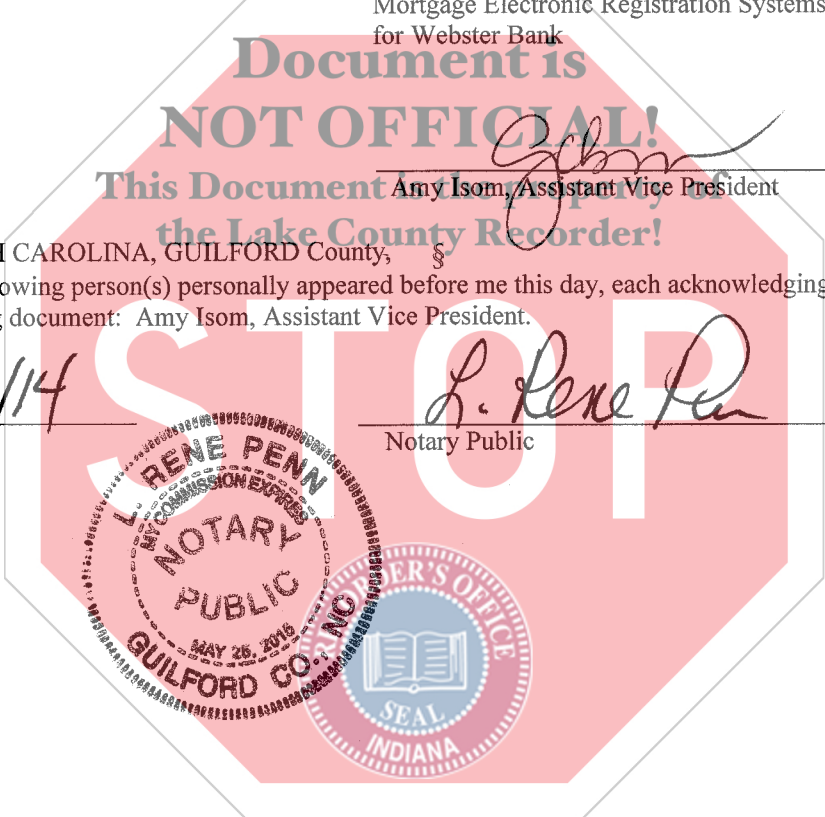 Mortgage Electronic Registration Systems
for Webster Bank
Document is
NOT OFFICIAL!
This Document is the property of
Amy Isom, Assistant Vice President
the Lake County Recorder!
CAROLINA, GUILFORD County, §
owing person(s) personally appeared before me this day, each acknowledging
document: Amy Isom, Assistant Vice President.
STOP
/14
L. Rene Penn
Notary Public
L. RENE PENN
MY COMMISSION EXPIRES
NOTARY
PUBLIC
MAY 26, 2015
GUILFORD CO., NC
RECORDER'S OFFICE
SEAL
INDIANA